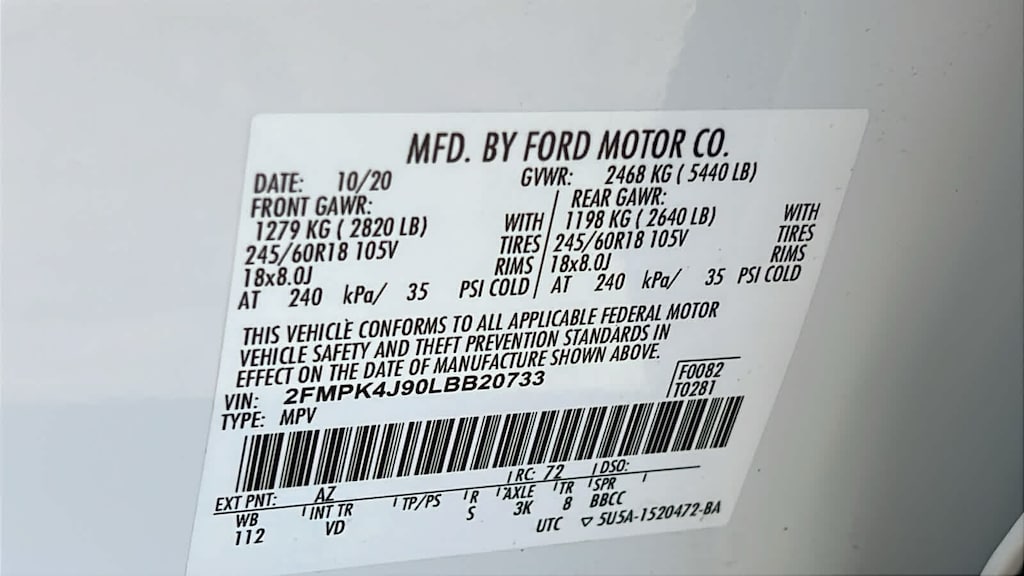 MFD. BY FORD MOTOR CO.
DATE: 10/20 GVWR: 2468 KG ( 5440 LB)
FRONT GAWR: REAR GAWR:
1279 KG ( 2820 LB) WITH 1198 KG ( 2640 LB) WITH
245/60R18 105V TIRES 245/60R18 105V TIRES
18x8.0J RIMS 18x8.0J RIMS
AT 240 kPa/ 35 PSI COLD AT 240 kPa/ 35 PSI COLD
THIS VEHICLE CONFORMS TO ALL APPLICABLE FEDERAL MOTOR
VEHICLE SAFETY AND THEFT PREVENTION STANDARDS IN
EFFECT ON THE DATE OF MANUFACTURE SHOWN ABOVE.
VIN: 2FMPK4J90LBB20733 F0082
TYPE: MPV T0281
EXT PNT: AZ RC: 72 DSO:
WB INT TR TP/PS R AXLE TR SPR
112 VD S 3K 8 BBCC
UTC ▽ 5U5A-1520472-BA